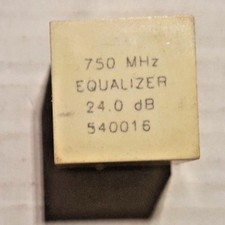 750 MHz
EQUALIZER
24.0 dB
540016